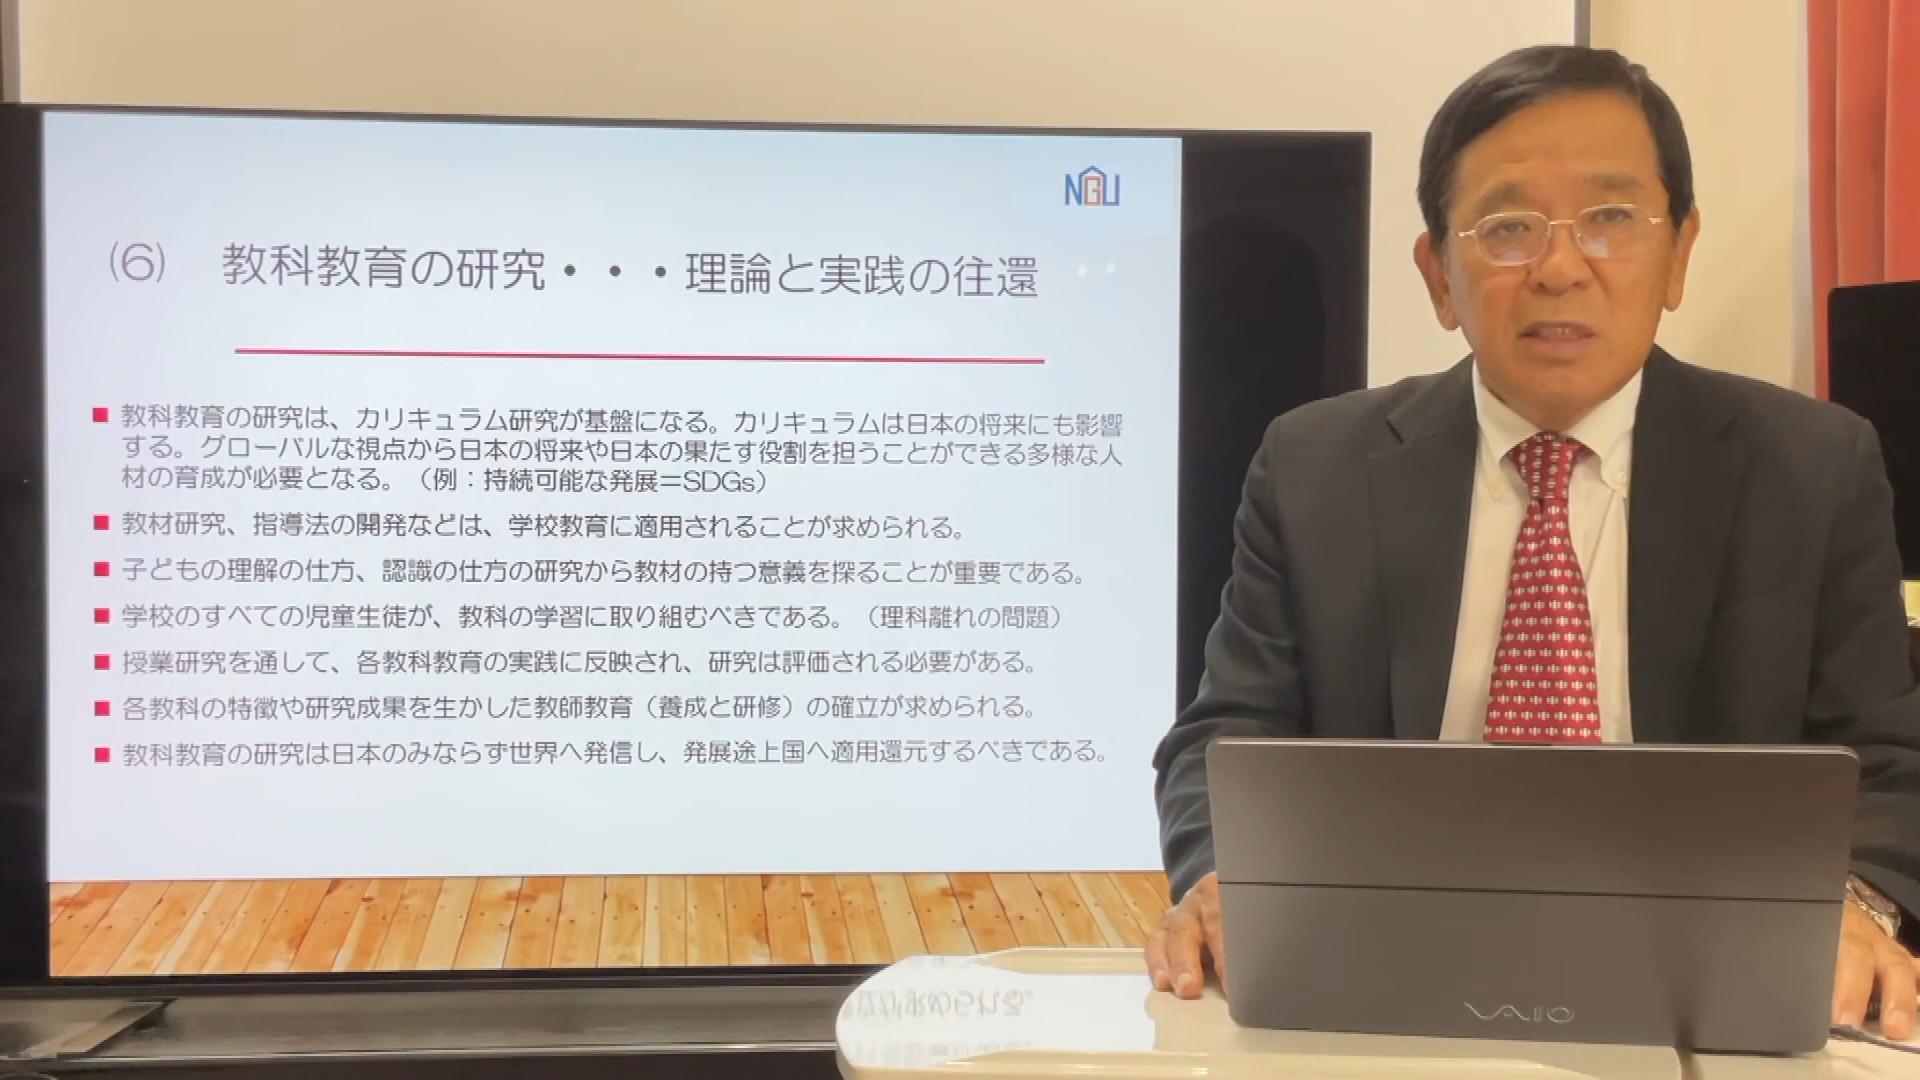 NGU
(6) 教科教育の研究・・・理論と実践の往還
■ 教科教育の研究は、カリキュラム研究が基盤になる。カリキュラムは日本の将来にも影響
する。グローバルな視点から日本の将来や日本の果たす役割を担うことができる多様な人
材の育成が必要となる。(例:持続可能な発展=SDGs)
■ 教材研究、指導法の開発などは、学校教育に適用されることが求められる。
■ 子どもの理解の仕方、認識の仕方の研究から教材の持つ意義を探ることが重要である。
■ 学校のすべての児童生徒が、教科の学習に取り組むべきである。(理科離れの問題)
■ 授業研究を通して、各教科教育の実践に反映され、研究は評価される必要がある。
■ 各教科の特徴や研究成果を生かした教師教育(養成と研修)の確立が求められる。
■ 教科教育の研究は日本のみならず世界へ発信し、発展途上国へ適用還元するべきである。
VAIO